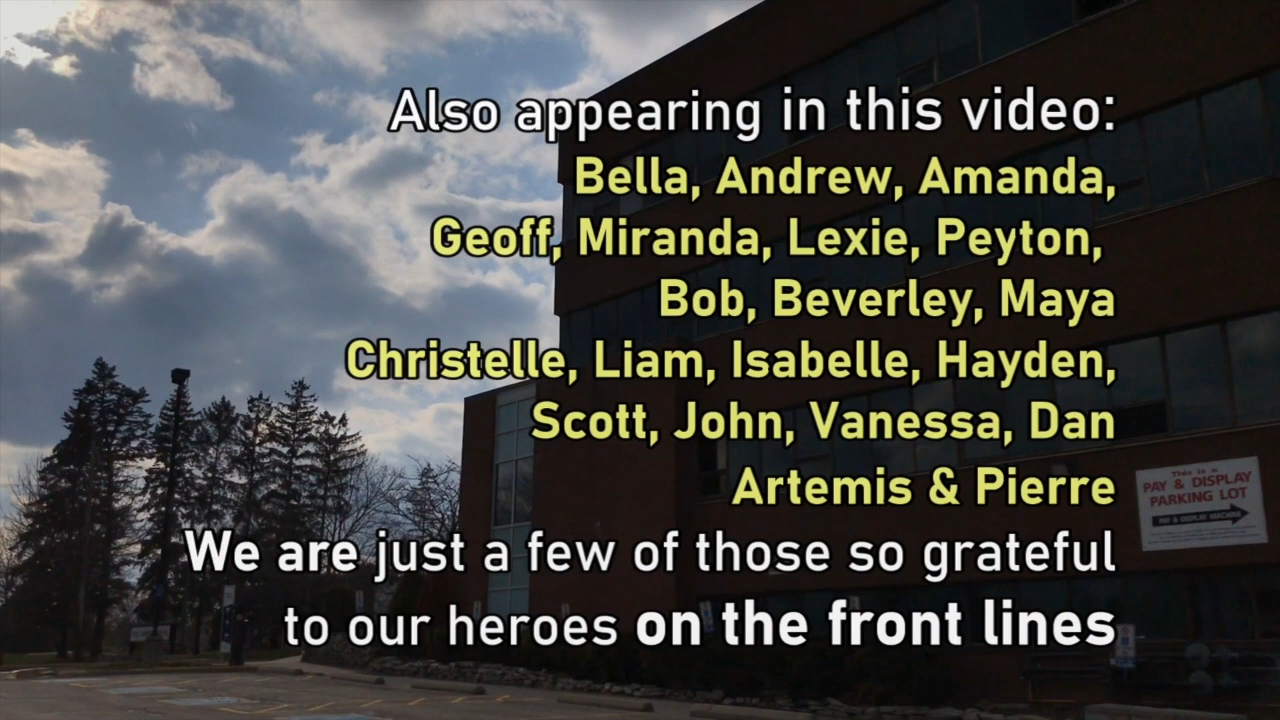 Also appearing in this video:
Bella, Andrew, Amanda,
Geoff, Miranda, Lexie, Peyton,
Bob, Beverley, Maya
Christelle, Liam, Isabelle, Hayden,
Scott, John, Vanessa, Dan
Artemis & Pierre
We are just a few of those so grateful
to our heroes on the front lines
This is a
PAY & DISPLAY
PARKING LOT
PAY & DISPLAY MACHINE